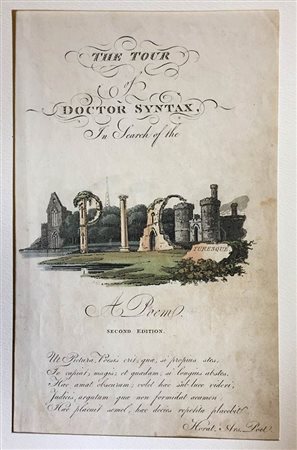 THE TOUR
of
DOCTOR SYNTAX,
In Search of the
PICTURESQUE
A Poem
SECOND EDITION.
Ut Pictura, Poesis erit; quæ, si propius stes,
Te capiat, magis; et quædam, si longius abstes.
Hæc amat obscurum; volet hæc sub luce videri,
Judicis argutum quæ non formidat acumen:
Hæc placuit semel, hæc decies repetita placebit.
Horat. Ars. Poet.